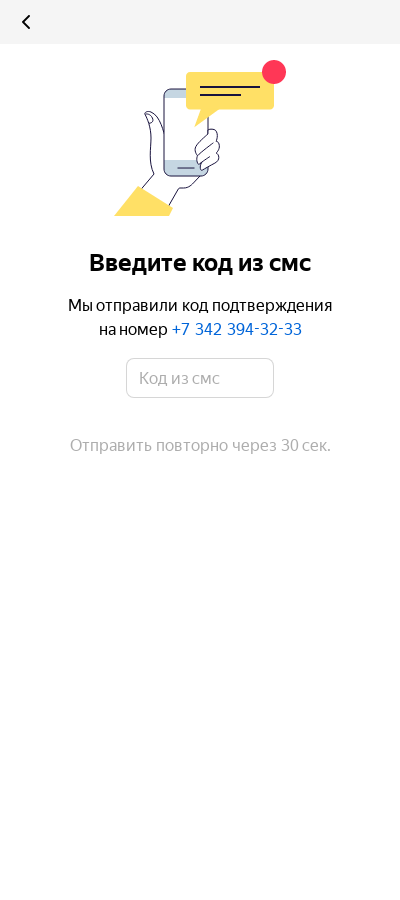 Введите код из смс
Мы отправили код подтверждения
на номер +7 342 394-32-33
Код из смс
Отправить повторно через 30 сек.